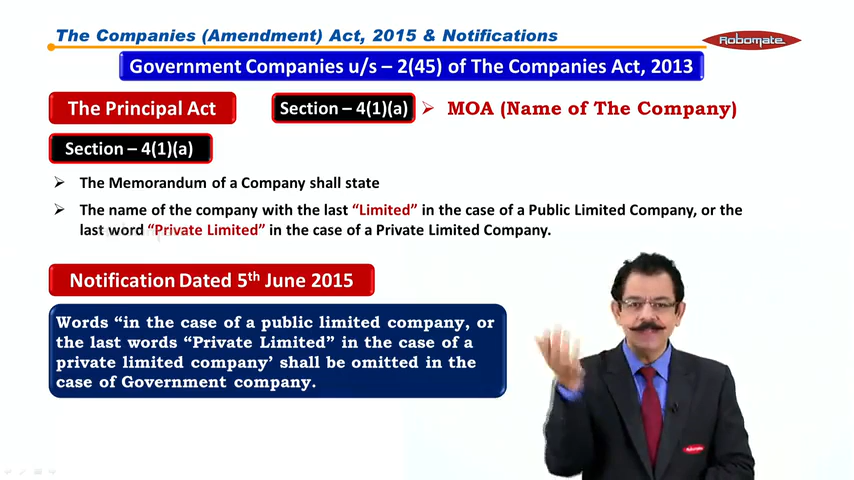 The Companies (Amendment) Act, 2015 & Notifications
Robomate
Government Companies u/s – 2(45) of The Companies Act, 2013
The Principal Act
Section – 4(1)(a)
➢ MOA (Name of The Company)
Section – 4(1)(a)
➢ The Memorandum of a Company shall state
➢ The name of the company with the last “Limited” in the case of a Public Limited Company, or the
last word “Private Limited” in the case of a Private Limited Company.
Notification Dated 5th June 2015
Words “in the case of a public limited company, or
the last words “Private Limited” in the case of a
private limited company’ shall be omitted in the
case of Government company.